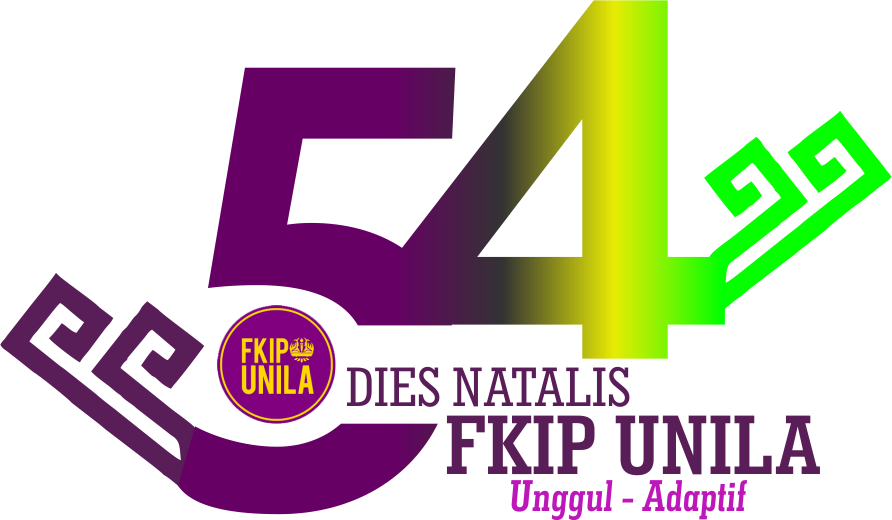 54
FKIP
UNILA
DIES NATALIS
FKIP UNILA
Unggul - Adaptif